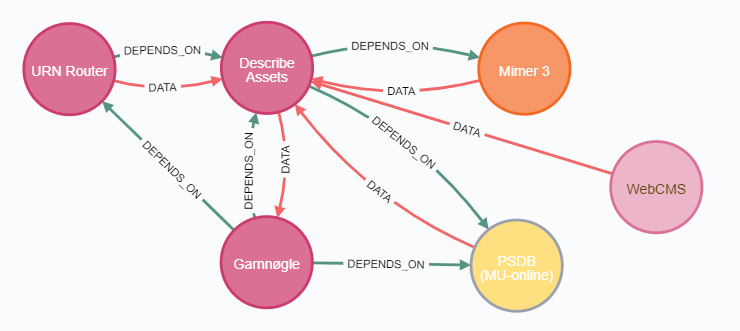 DEPENDS_ON
DEPENDS_ON
URN Router
Describe
Assets
Mimer 3
DATA
DATA
DATA
DEPENDS_ON
DEPENDS_ON
DEPENDS_ON
DATA
DATA
WebCMS
Garnnøgle
DEPENDS_ON
PSDB
(MU-online)